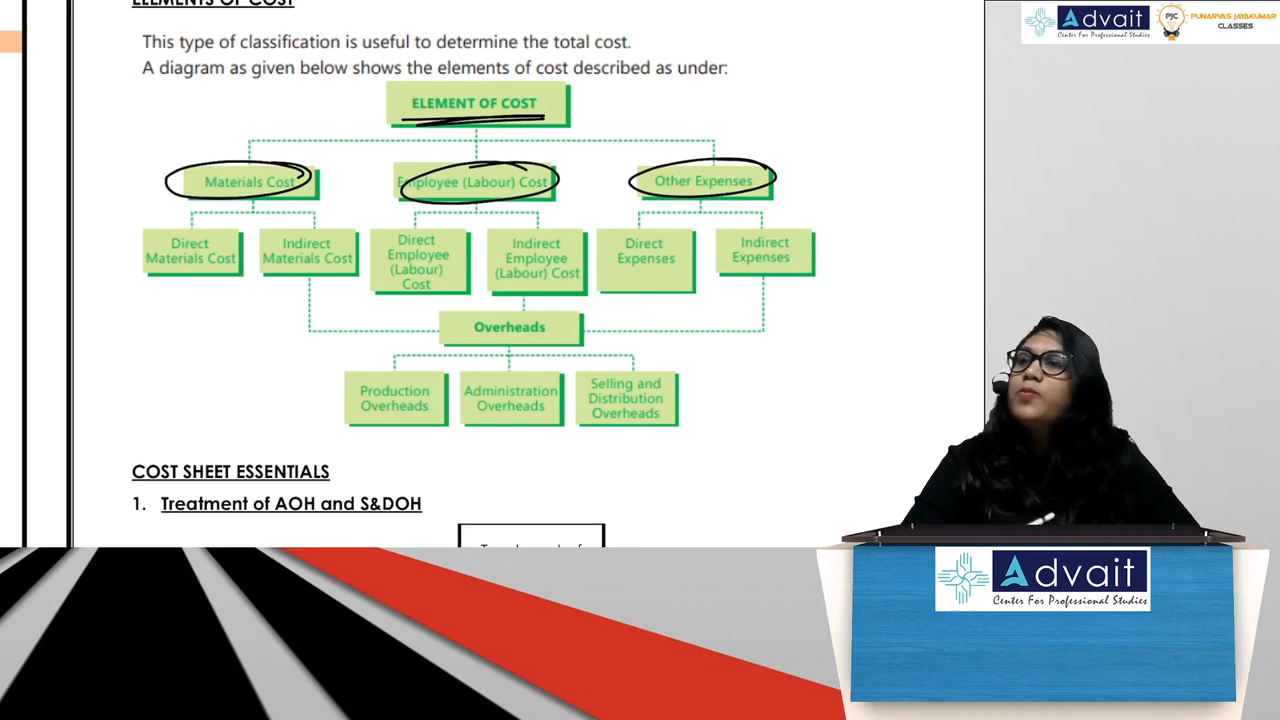 ELEMENTS OF COST
This type of classification is useful to determine the total cost.
A diagram as given below shows the elements of cost described as under:
ELEMENT OF COST
Materials Cost
Employee (Labour) Cost
Other Expenses
Direct
Materials Cost
Indirect
Materials Cost
Direct
Employee
(Labour)
Cost
Indirect
Employee
(Labour) Cost
Direct
Expenses
Indirect
Expenses
Overheads
Production
Overheads
Administration
Overheads
Selling and
Distribution
Overheads
COST SHEET ESSENTIALS
1. Treatment of AOH and S&DOH
Advait
Center For Professional Studies
PJC
PUNARVAS JAYAKUMAR
CLASSES
Advait
Center For Professional Studies